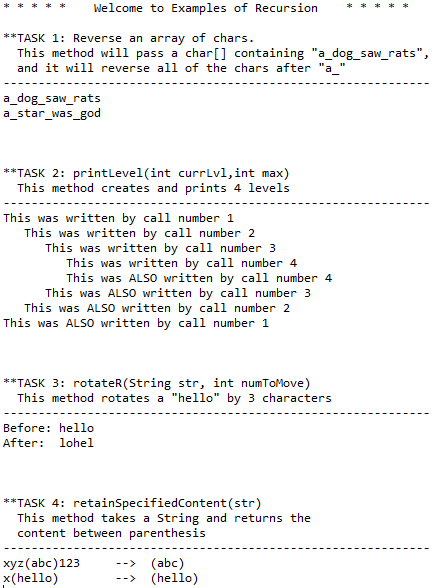 * * * * *    Welcome to Examples of Recursion    * * * * *
**TASK 1: Reverse an array of chars.
  This method will pass a char[] containing "a_dog_saw_rats",
  and it will reverse all of the chars after "a_"
-------------------------------------------------------------
a_dog_saw_rats
a_star_was_god
**TASK 2: printLevel(int currLvl,int max)
  This method creates and prints 4 levels
-------------------------------------------------------------
This was written by call number 1
   This was written by call number 2
      This was written by call number 3
         This was written by call number 4
         This was ALSO written by call number 4
      This was ALSO written by call number 3
   This was ALSO written by call number 2
This was ALSO written by call number 1
**TASK 3: rotateR(String str, int numToMove)
  This method rotates a "hello" by 3 characters
-------------------------------------------------------------
Before: hello
After:  lohel
**TASK 4: retainSpecifiedContent(str)
  This method takes a String and returns the
  content between parenthesis
-------------------------------------------------------------
xyz(abc)123     -->  (abc)
x(hello)        -->  (hello)